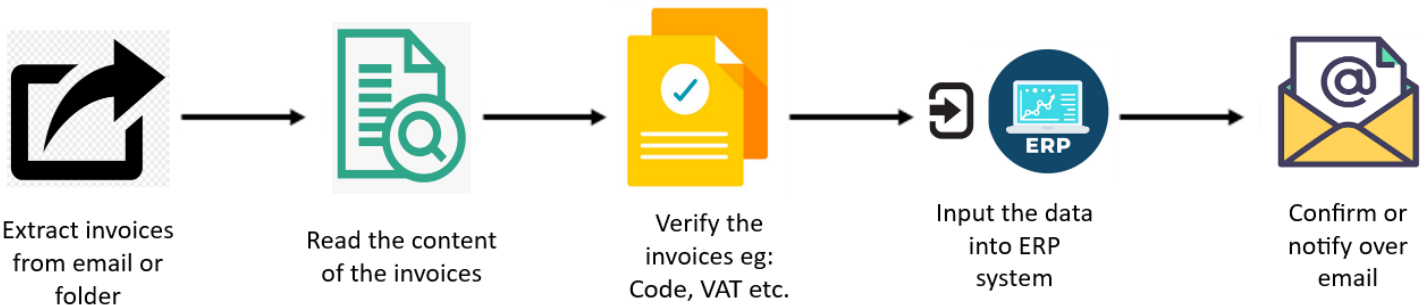 Extract invoices
from email or
folder
Read the content
of the invoices
Verify the
invoices eg:
Code, VAT etc.
ERP
Input the data
into ERP
system
@
Confirm or
notify over
email